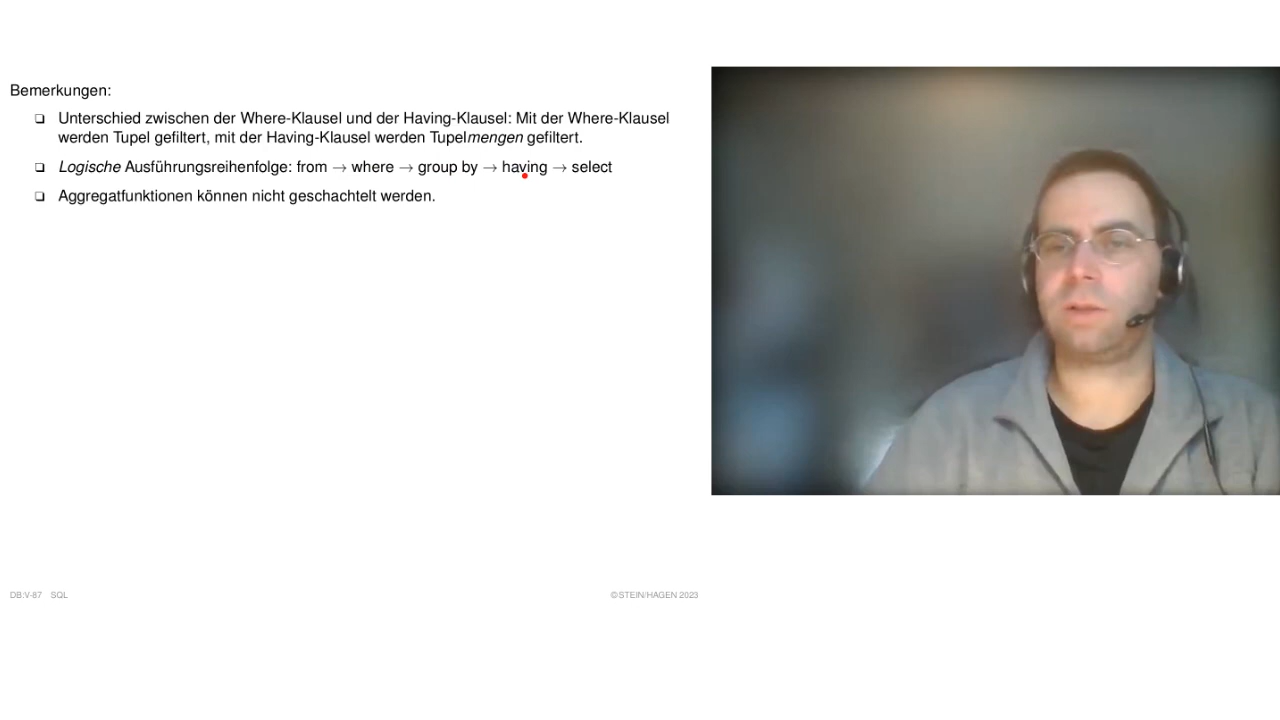 Bemerkungen:
❑ Unterschied zwischen der Where-Klausel und der Having-Klausel: Mit der Where-Klausel
werden Tupel gefiltert, mit der Having-Klausel werden Tupelmengen gefiltert.
❑ Logische Ausführungsreihenfolge: from → where → group by → having → select
❑ Aggregatfunktionen können nicht geschachtelt werden.
DB:V-87 SQL
©STEIN/HAGEN 2023